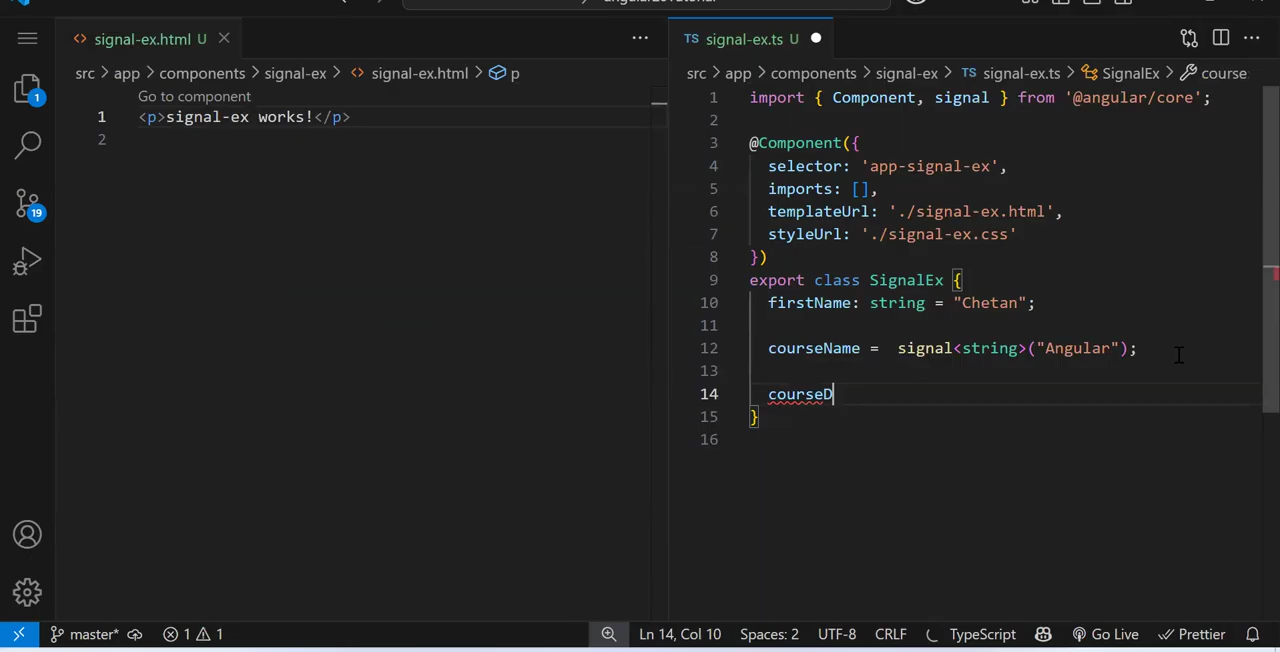 signal-ex.html U
src > app > components > signal-ex > signal-ex.html > p
Go to component
1 <p>signal-ex works!</p>
2
TS signal-ex.ts U
src > app > components > signal-ex > TS signal-ex.ts > SignalEx > course
1 import { Component, signal } from '@angular/core';
2
3 @Component({
4 selector: 'app-signal-ex',
5 imports: [],
6 templateUrl: './signal-ex.html',
7 styleUrl: './signal-ex.css'
8 })
9 export class SignalEx {
10 firstName: string = "Chetan";
11
12 courseName =  signal<string>("Angular");
13
14 courseD
15 }
16
1
19
master* 1 1 Ln 14, Col 10 Spaces: 2 UTF-8 CRLF TypeScript Go Live Prettier